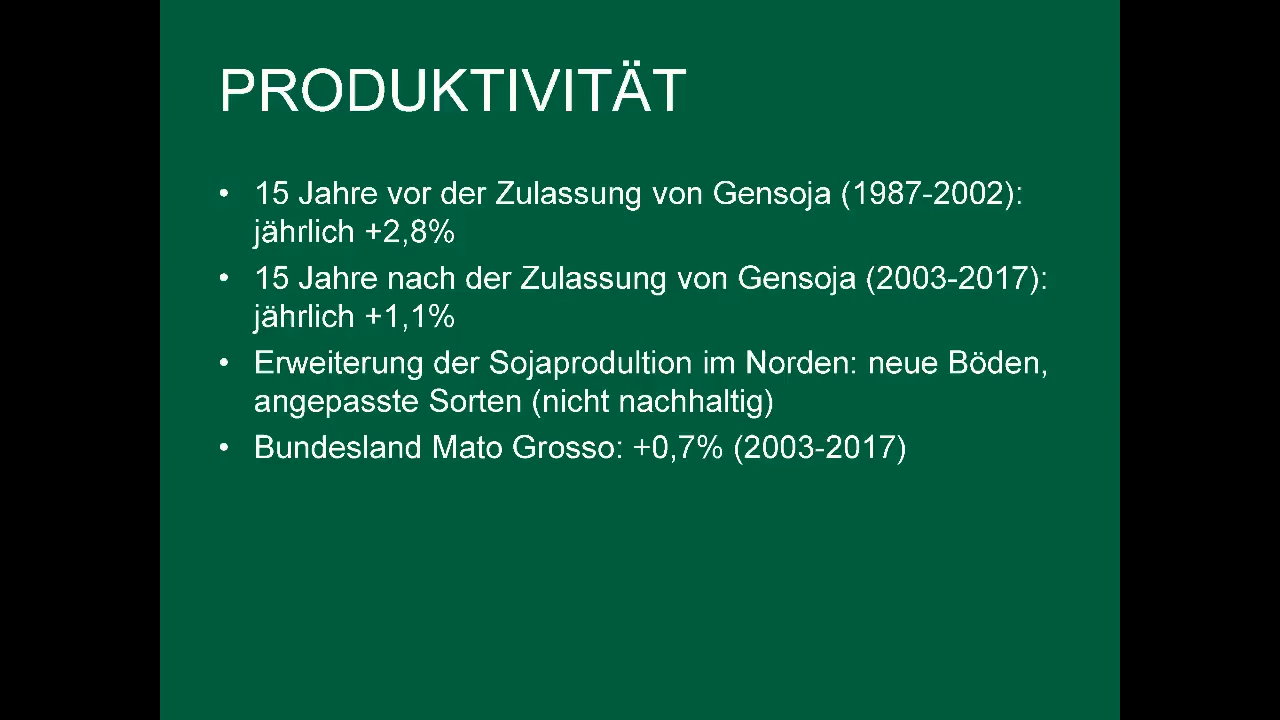 PRODUKTIVITÄT
• 15 Jahre vor der Zulassung von Gensoja (1987-2002):
jährlich +2,8%
• 15 Jahre nach der Zulassung von Gensoja (2003-2017):
jährlich +1,1%
• Erweiterung der Sojaprodultion im Norden: neue Böden,
angepasste Sorten (nicht nachhaltig)
• Bundesland Mato Grosso: +0,7% (2003-2017)